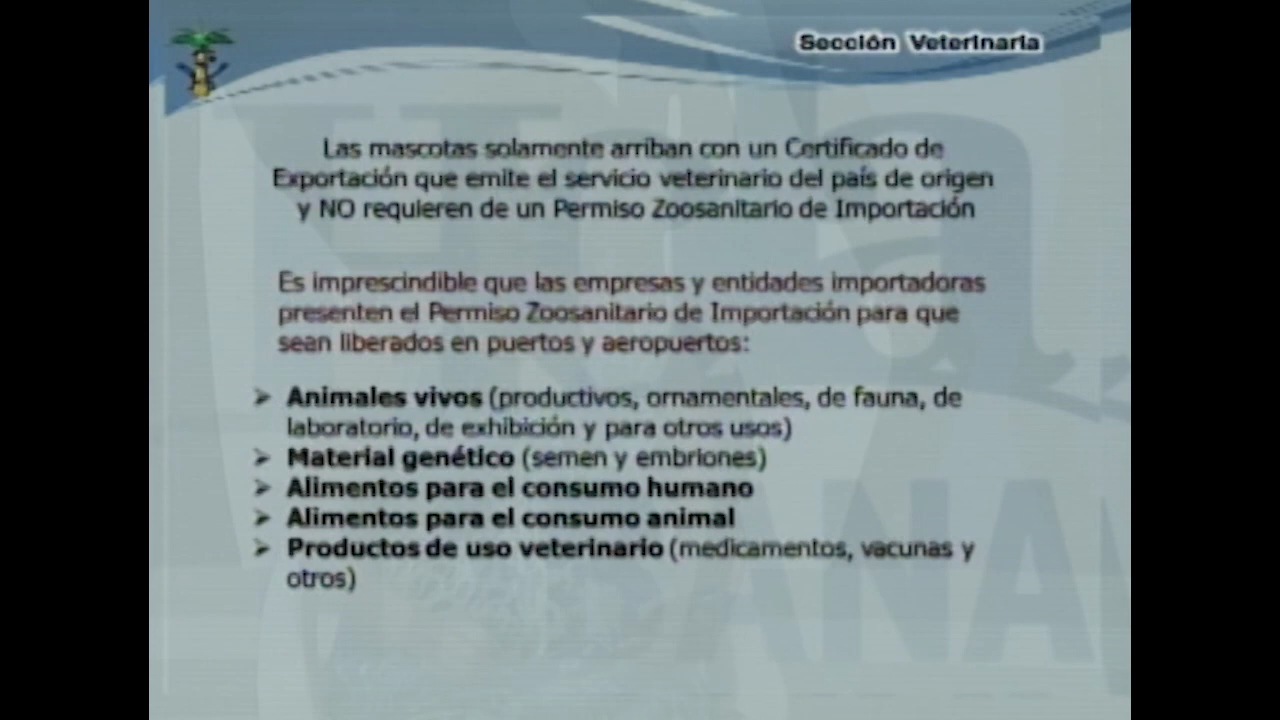 Sección Veterinaria
Las mascotas solamente arriban con un Certificado de
Exportación que emite el servicio veterinario del país de origen
y NO requieren de un Permiso Zoosanitario de Importación
Es imprescindible que las empresas y entidades importadoras
presenten el Permiso Zoosanitario de Importación para que
sean liberados en puertos y aeropuertos:
➢ Animales vivos (productivos, ornamentales, de fauna, de
laboratorio, de exhibición y para otros usos)
➢ Material genético (semen y embriones)
➢ Alimentos para el consumo humano
➢ Alimentos para el consumo animal
➢ Productos de uso veterinario (medicamentos, vacunas y
otros)